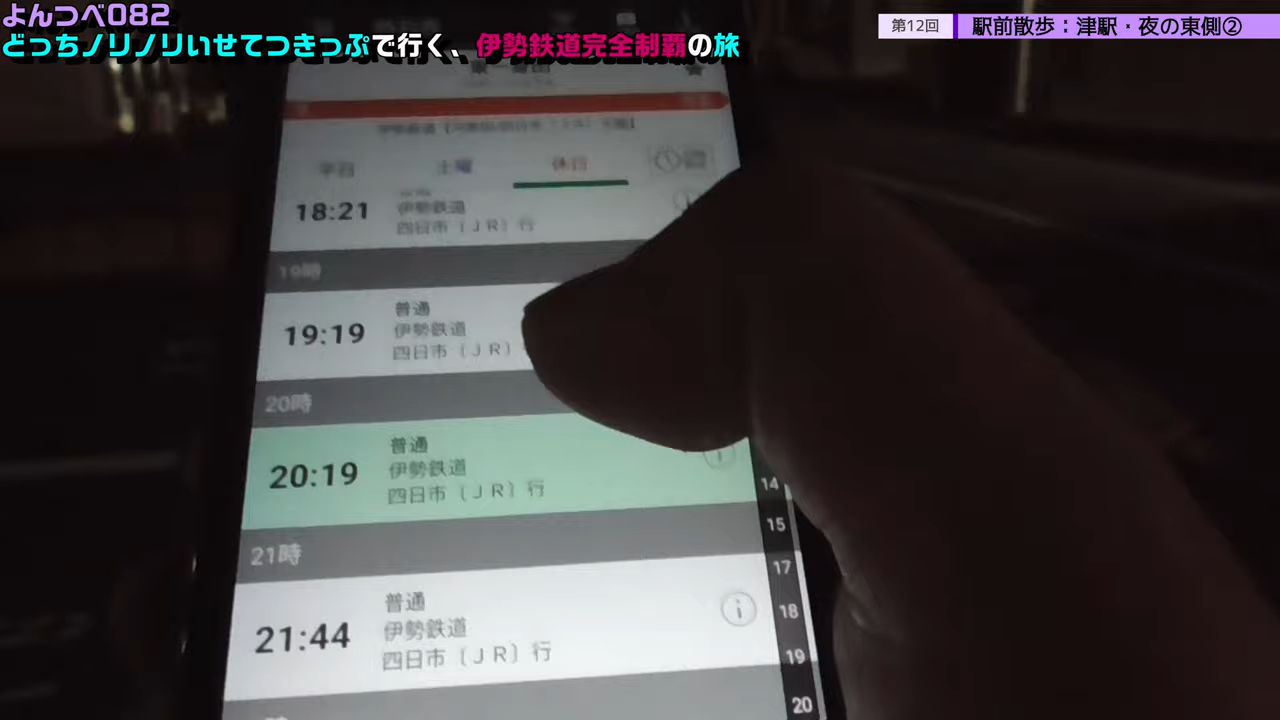 よんつべ082
どっちノリノリいせてつきっぷで行く、伊勢鉄道完全制覇の旅
第12回
駅前散歩：津駅・夜の東側②
平日
土曜
休日
18:21
伊勢鉄道
四日市〔JR〕行
19時
19:19
普通
伊勢鉄道
四日市〔JR〕
20時
20:19
普通
伊勢鉄道
四日市〔JR〕行
21時
21:44
普通
伊勢鉄道
四日市〔JR〕行
14
15
17
18
19
20